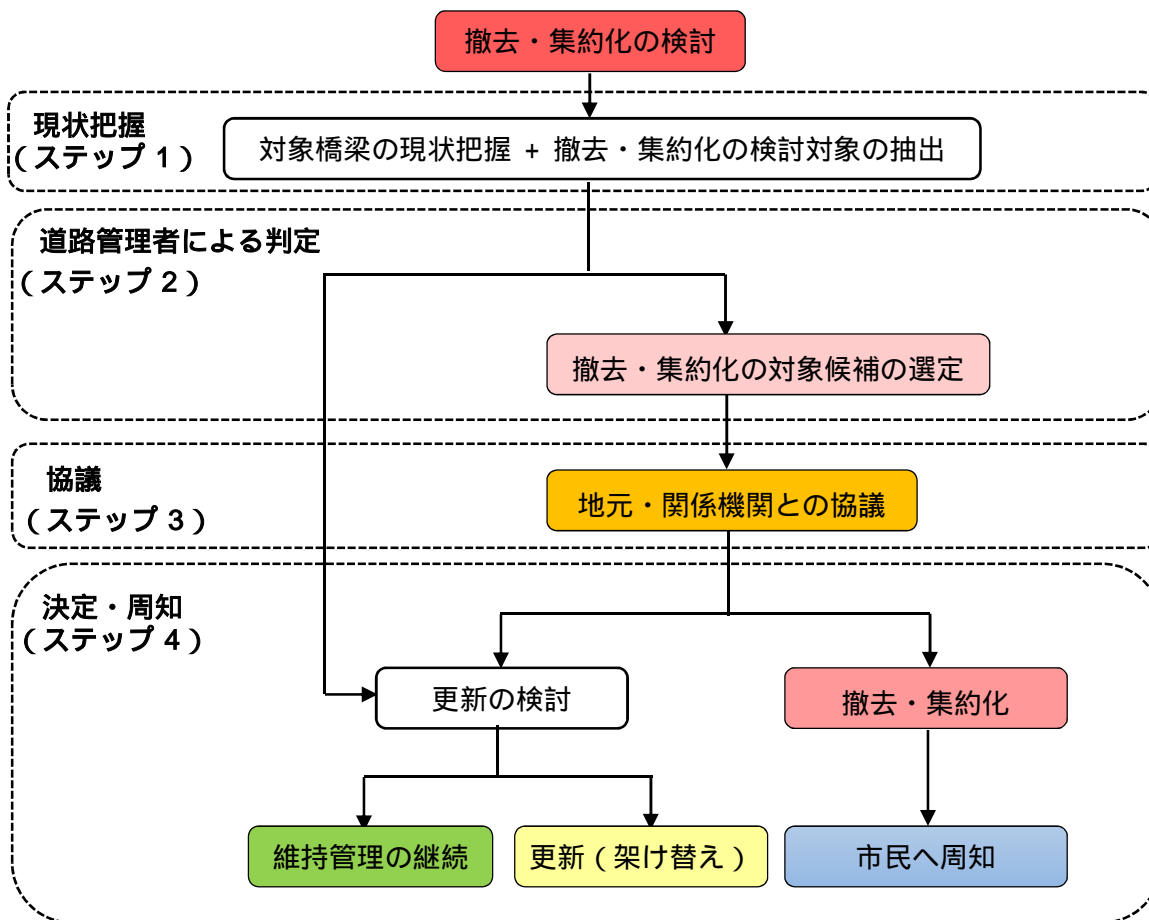 撤去・集約化の検討
現状把握
（ステップ 1）
対象橋梁の現状把握 + 撤去・集約化の検討対象の抽出
道路管理者による判定
（ステップ 2）
撤去・集約化の対象候補の選定
協議
（ステップ 3）
地元・関係機関との協議
決定・周知
（ステップ 4）
更新の検討
撤去・集約化
維持管理の継続
更新（架け替え）
市民へ周知